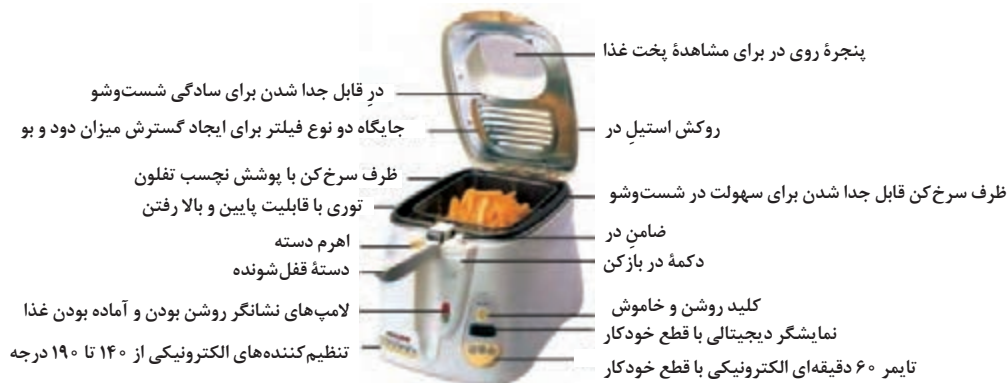 پنجرهٔ روی در برای مشاهدهٔ پخت غذا
روکش استیلِ در
ظرف سرخ‌کن قابل جدا شدن برای سهولت در شست‌وشو
ضامنِ در
دکمهٔ در بازکن
کلید روشن و خاموش
نمایشگر دیجیتالی با قطع خودکار
تایمر ۶۰ دقیقه‌ای الکترونیکی با قطع خودکار
درِ قابل جدا شدن برای سادگی شست‌وشو
جایگاه دو نوع فیلتر برای ایجاد گسترش میزان دود و بو
ظرف سرخ‌کن با پوشش نچسب تفلون
توری با قابلیت پایین و بالا رفتن
اهرم دسته
دستهٔ قفل‌شونده
لامپ‌های نشانگر روشن بودن و آماده بودن غذا
تنظیم‌کننده‌های الکترونیکی از ۱۴۰ تا ۱۹۰ درجه